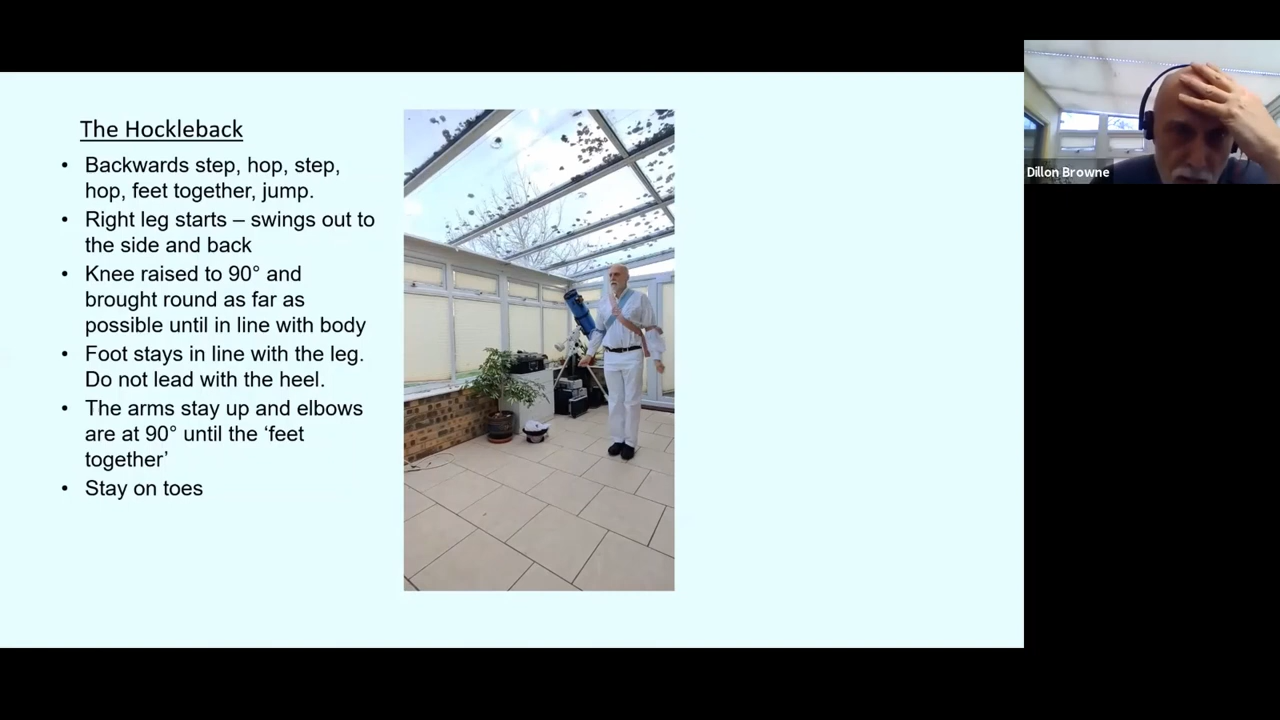 The Hockleback
• Backwards step, hop, step,
hop, feet together, jump.
• Right leg starts – swings out to
the side and back
• Knee raised to 90° and
brought round as far as
possible until in line with body
• Foot stays in line with the leg.
Do not lead with the heel.
• The arms stay up and elbows
are at 90° until the ‘feet
together’
• Stay on toes
Dillon Browne